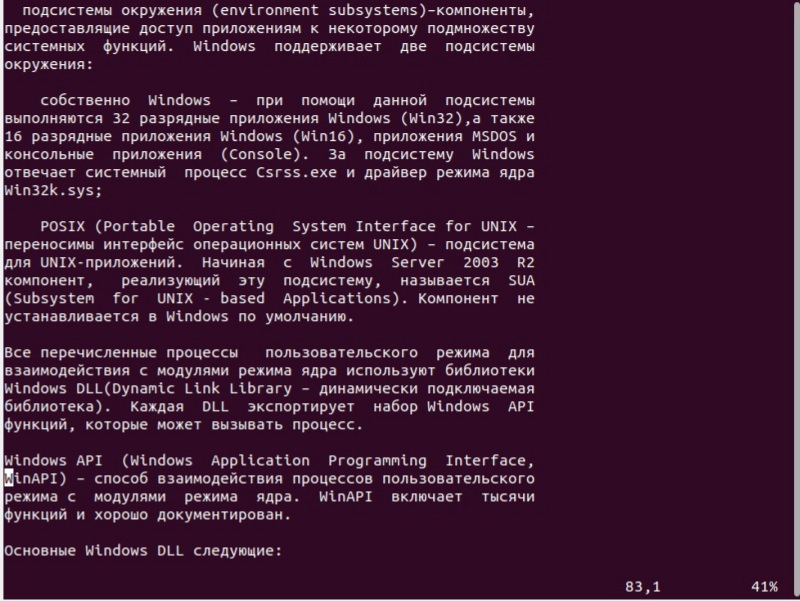 подсистемы окружения (environment subsystems)–компоненты,
предоставляющие доступ приложениям к некоторому подмножеству
системных функций. Windows поддерживает две подсистемы
окружения:
собственно Windows – при помощи данной подсистемы
выполняются 32 разрядные приложения Windows (Win32),а также
16 разрядные приложения Windows (Win16), приложения MSDOS и
консольные приложения (Console). За подсистему Windows
отвечает системный процесс Csrss.exe и драйвер режима ядра
Win32k.sys;
POSIX (Portable Operating System Interface for UNIX –
переносимы интерфейс операционных систем UNIX) – подсистема
для UNIX-приложений. Начиная с Windows Server 2003 R2
компонент, реализующий эту подсистему, называется SUA
(Subsystem for UNIX - based Applications). Компонент не
устанавливается в Windows по умолчанию.
Все перечисленные процессы пользовательского режима для
взаимодействия с модулями режима ядра используют библиотеки
Windows DLL(Dynamic Link Library – динамически подключаемая
библиотека). Каждая DLL экспортирует набор Windows API
функций, которые может вызывать процесс.
Windows API (Windows Application Programming Interface,
WinAPI) – способ взаимодействия процессов пользовательского
режима с модулями режима ядра. WinAPI включает тысячи
функций и хорошо документирован.
Основные Windows DLL следующие:
83,1 41%